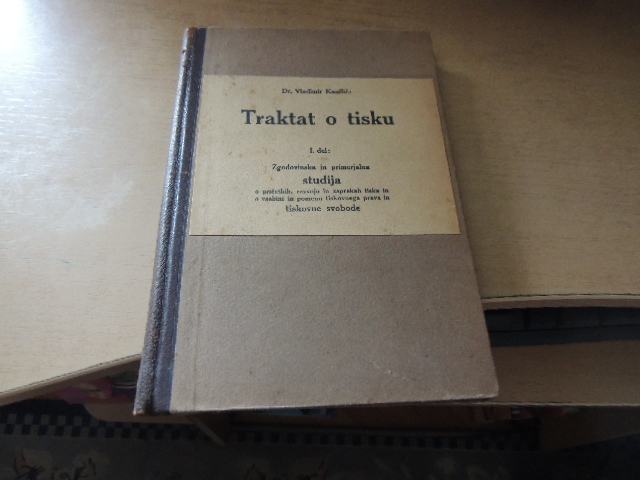 Dr. Vladimir
Traktat o tisku
I. del:
Zgodovinska in primerjalna
studija
o početkih, razvoju in zaprekah tiska in
o vsebini in pomenu tiskovnega prava in
tiskovne svobode